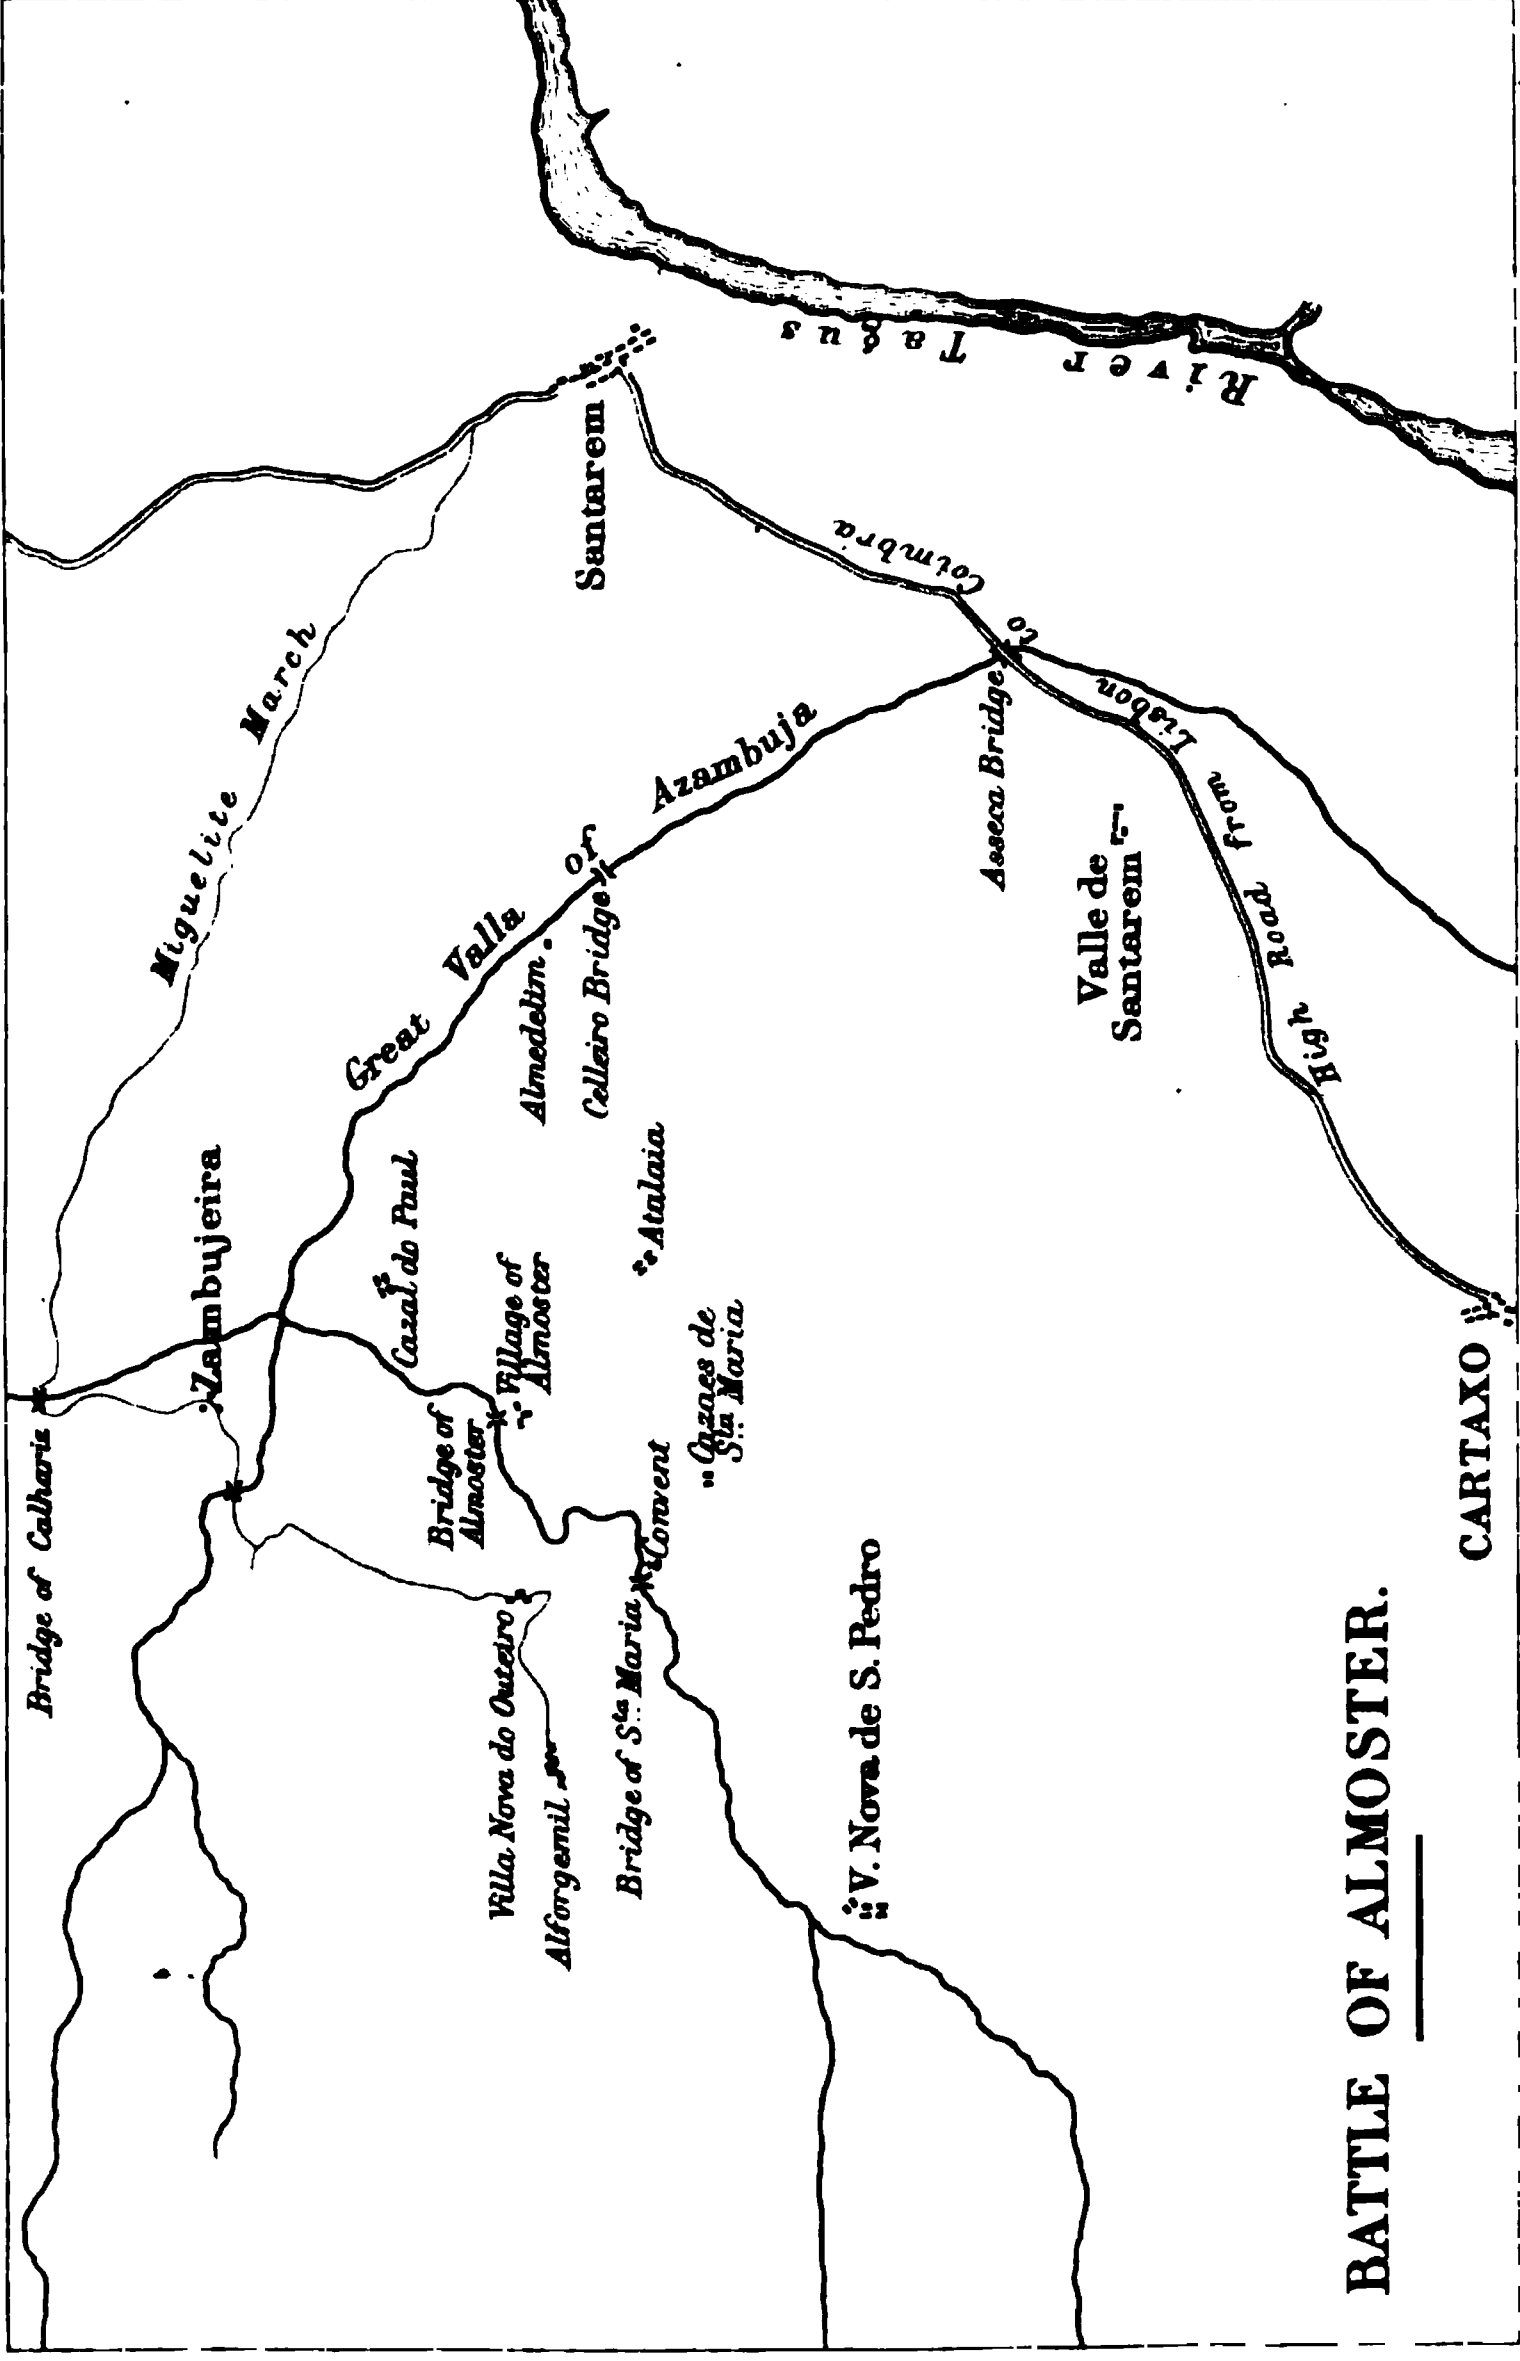 Bridge of Calhariz
Zambujeira
Miguelite March
Great Valla or Azambuja
Cazal do Paul
Bridge of
Almoster
Village of
Almoster
Almedelim
Celleiro Bridge
Santarem
Villa Nova do Outeiro
Alforgemil
Bridge of Sta Maria
Convent
Atalaia
Cazaes de
Sta Maria
V. Nova de S. Pedro
Asseca Bridge
Valle de
Santarem
High Road from Lisbon to Coimbra
River Tagus
CARTAXO
BATTLE OF ALMOSTER.